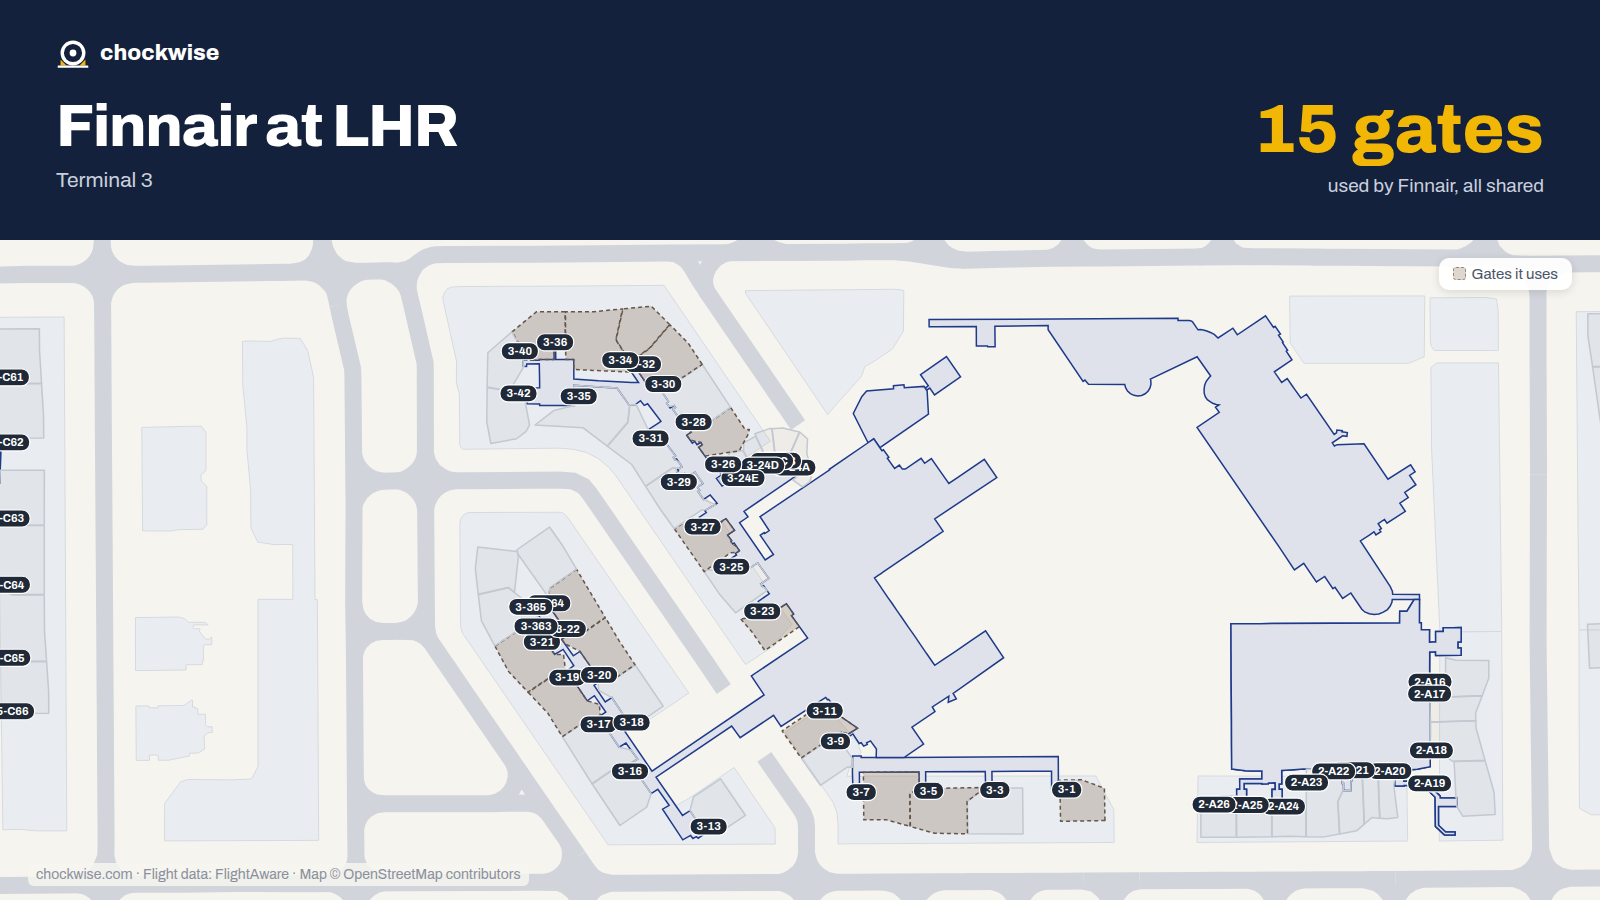 chockwise
Finnair at LHR
Terminal 3
15 gates
used by Finnair, all shared
Gates it uses
3-36
3-40
3-34
-32
3-30
3-42
3-35
3-28
3-31
3-26
3-24D
3-24E
3-29
3-27
3-25
3-365
3-363
3-22
3-21
3-23
3-19
3-20
3-17
3-18
3-16
3-13
3-11
3-9
3-7
3-5
3-3
3-1
-C61
-C62
-C63
-C64
-C65
-C66
2-A16
2-A17
2-A18
2-A19
2-A20
21
2-A22
2-A23
2-A24
-A25
2-A26
chockwise.com · Flight data: FlightAware · Map © OpenStreetMap contributors